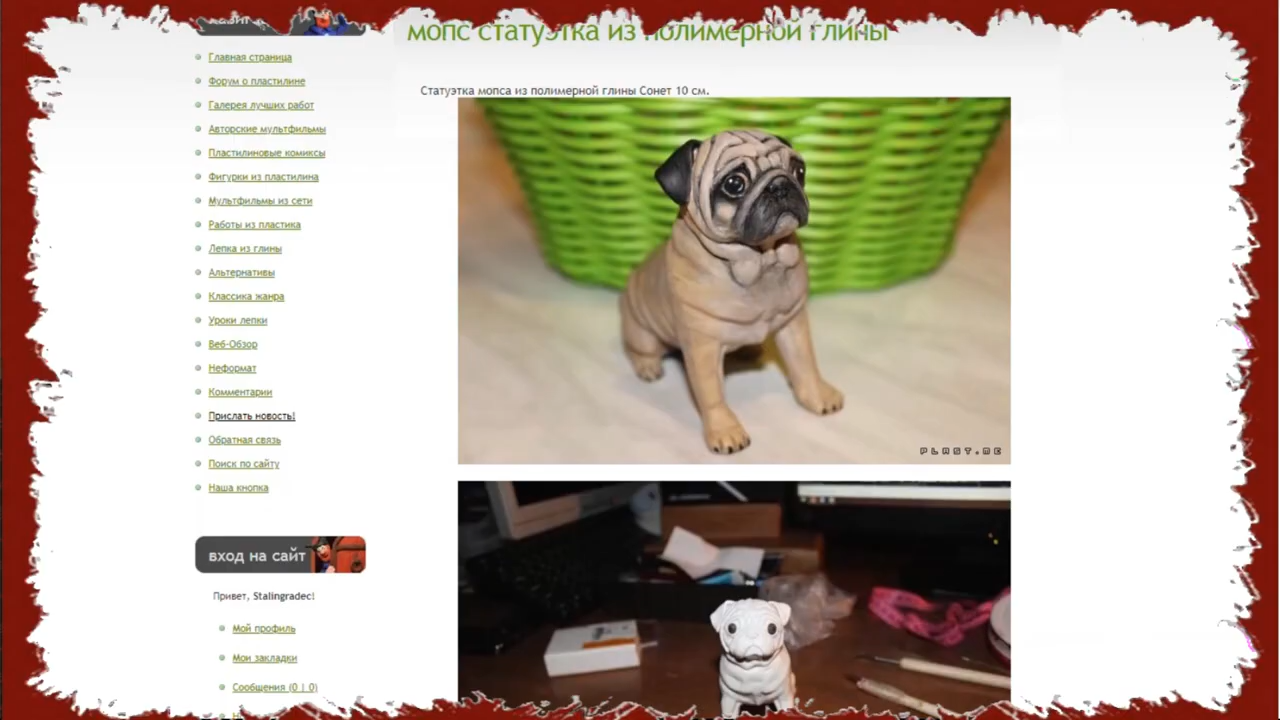 мопс статуэтка из полимерной глины
Статуэтка мопса из полимерной глины Сонет 10 см.
PLAST.ME
Главная страница
Форум о пластилине
Галерея лучших работ
Авторские мультфильмы
Пластилиновые комиксы
Фигурки из пластилина
Мультфильмы из сети
Работы из пластика
Лепка из глины
Альтернативы
Классика жанра
Уроки лепки
Веб-Обзор
Неформат
Комментарии
Прислать новость!
Обратная связь
Поиск по сайту
Наша кнопка
вход на сайт
Привет, Stalingradec!
Мой профиль
Мои закладки
Сообщения (0 | 0)